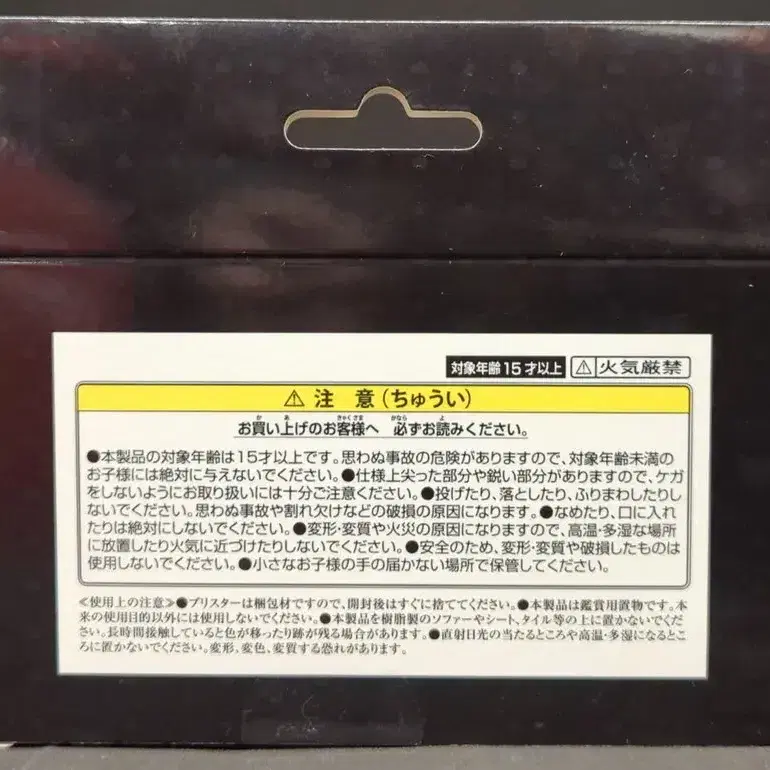 対象年齢15才以上 ⚠火気厳禁
⚠ 注 意(ちゅうい)
お買い上げのお客様へ 必ずお読みください。
●本製品の対象年齢は15才以上です。思わぬ事故の危険がありますので、対象年齢未満の
お子様には絶対に与えないでください。●仕様上尖った部分や鋭い部分がありますので、ケガ
をしないようにお取り扱いには十分ご注意ください。●投げたり、落としたり、ふりまわしたりし
ないでください。思わぬ事故や割れ欠けなどの破損の原因になります。●なめたり、口に入れ
たりは絶対にしないでください。●変形・変質や火災の原因になりますので、高温・多湿な場所
に放置したり火気に近づけたりしないでください。●安全のため、変形・変質や破損したものは
使用しないでください。●小さなお子様の手の届かない場所で保管してください。
≪使用上の注意≫●ブリスターは梱包材ですので、開封後はすぐに捨ててください。●本製品は鑑賞用置物です。本
来の使用目的以外には使用しないでください。●本製品を樹脂製のソファーやシート、タイル等の上に置かないでくださ
い。長時間接触していると色が移ったり跡が残る場合があります。●直射日光の当たるところや高温・多湿になるとこ
ろに置かないでください。変形、変色、変質する恐れがあります。